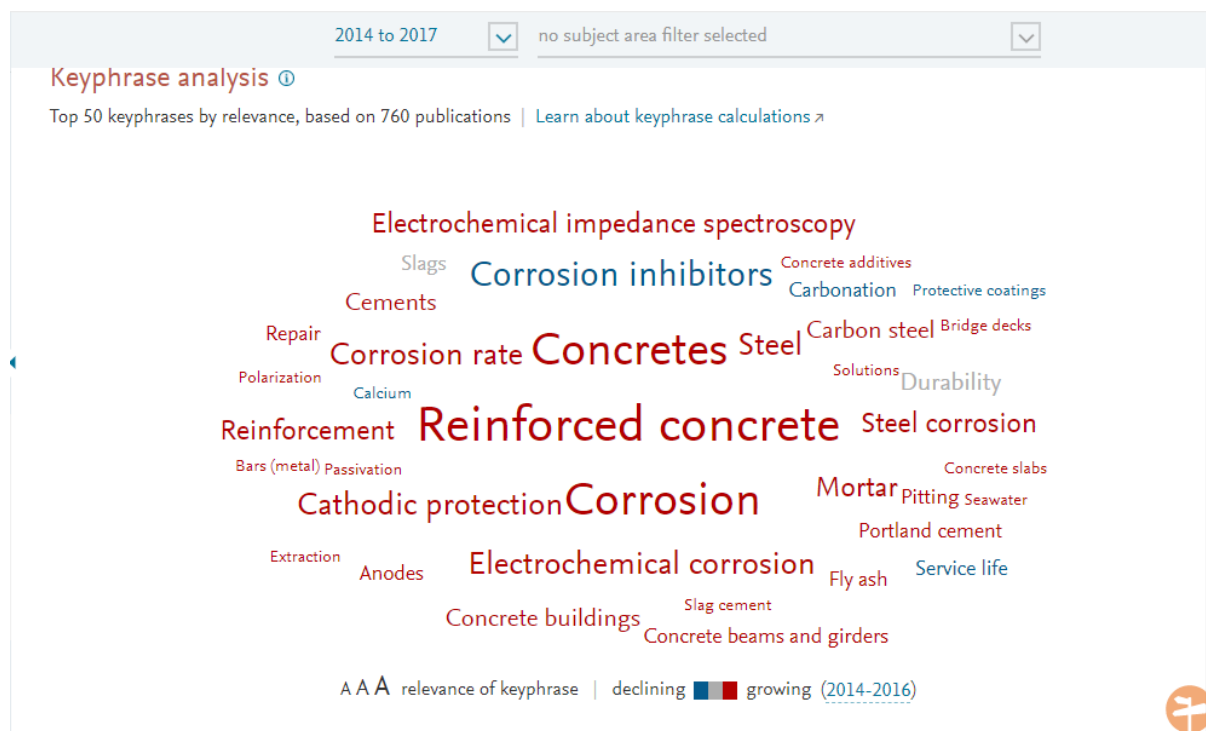 2014 to 2017 no subject area filter selected
Keyphrase analysis
Top 50 keyphrases by relevance, based on 760 publications | Learn about keyphrase calculations ↗
Electrochemical impedance spectroscopy
Slags Corrosion inhibitors Concrete additives
Cements Carbonation Protective coatings
Repair Corrosion rate Concretes Steel Carbon steel Bridge decks
Polarization Calcium Solutions Durability
Reinforcement Reinforced concrete Steel corrosion
Bars (metal) Passivation Concrete slabs
Cathodic protection Corrosion Mortar Pitting Seawater
Portland cement
Extraction Anodes Electrochemical corrosion Fly ash Service life
Concrete buildings Slag cement
Concrete beams and girders
A A A relevance of keyphrase | declining growing (2014-2016)